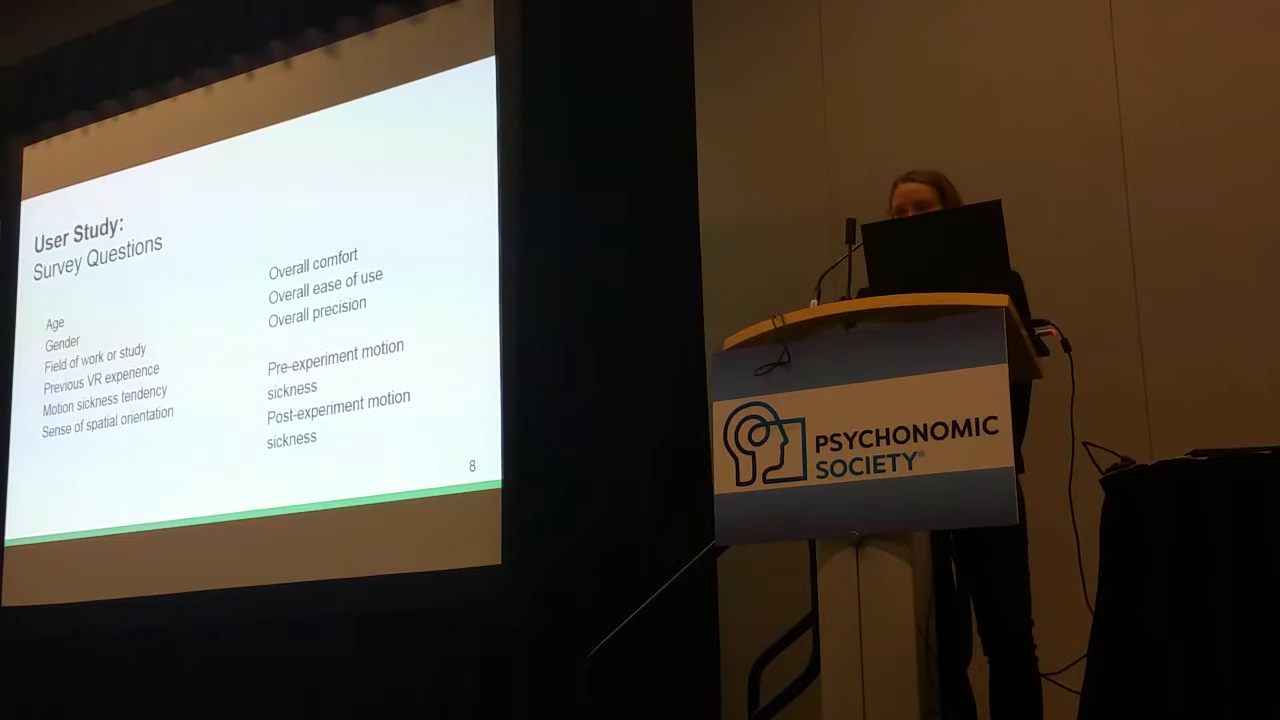 User Study:
Survey Questions
Age
Gender
Field of work or study
Previous VR experience
Motion sickness tendency
Sense of spatial orientation
Overall comfort
Overall ease of use
Overall precision
Pre-experiment motion
sickness
Post-experiment motion
sickness
8
PSYCHONOMIC
SOCIETY®